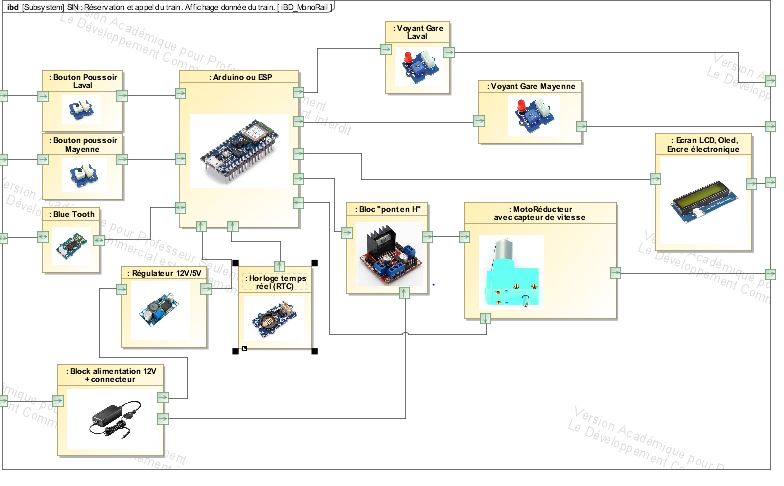 ibd [Subsystem] SIN : Réservation et appel du train. Affichage donnée du train. [ iBD_MonoRail ]
: Voyant Gare
Laval
: Bouton Poussoir
Laval
: Arduino ou ESP
: Voyant Gare Mayenne
: Bouton poussoir
Mayenne
: Ecran LCD, Oled,
Encre électronique
: Blue Tooth
: Bloc "pont en H"
: MotoRéducteur
avec capteur de vitesse
: Régulateur 12V/5V
: Horloge temps
réel (RTC)
: Block alimentation 12V
+ connecteur
Version Académique pour Professeur
Le Développement Commercial est Interdit